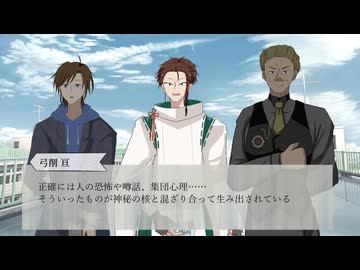 弓削 亘
正確には人の恐怖や噂話、集団心理……
そういったものが神秘の核と混ざり合って生み出されている